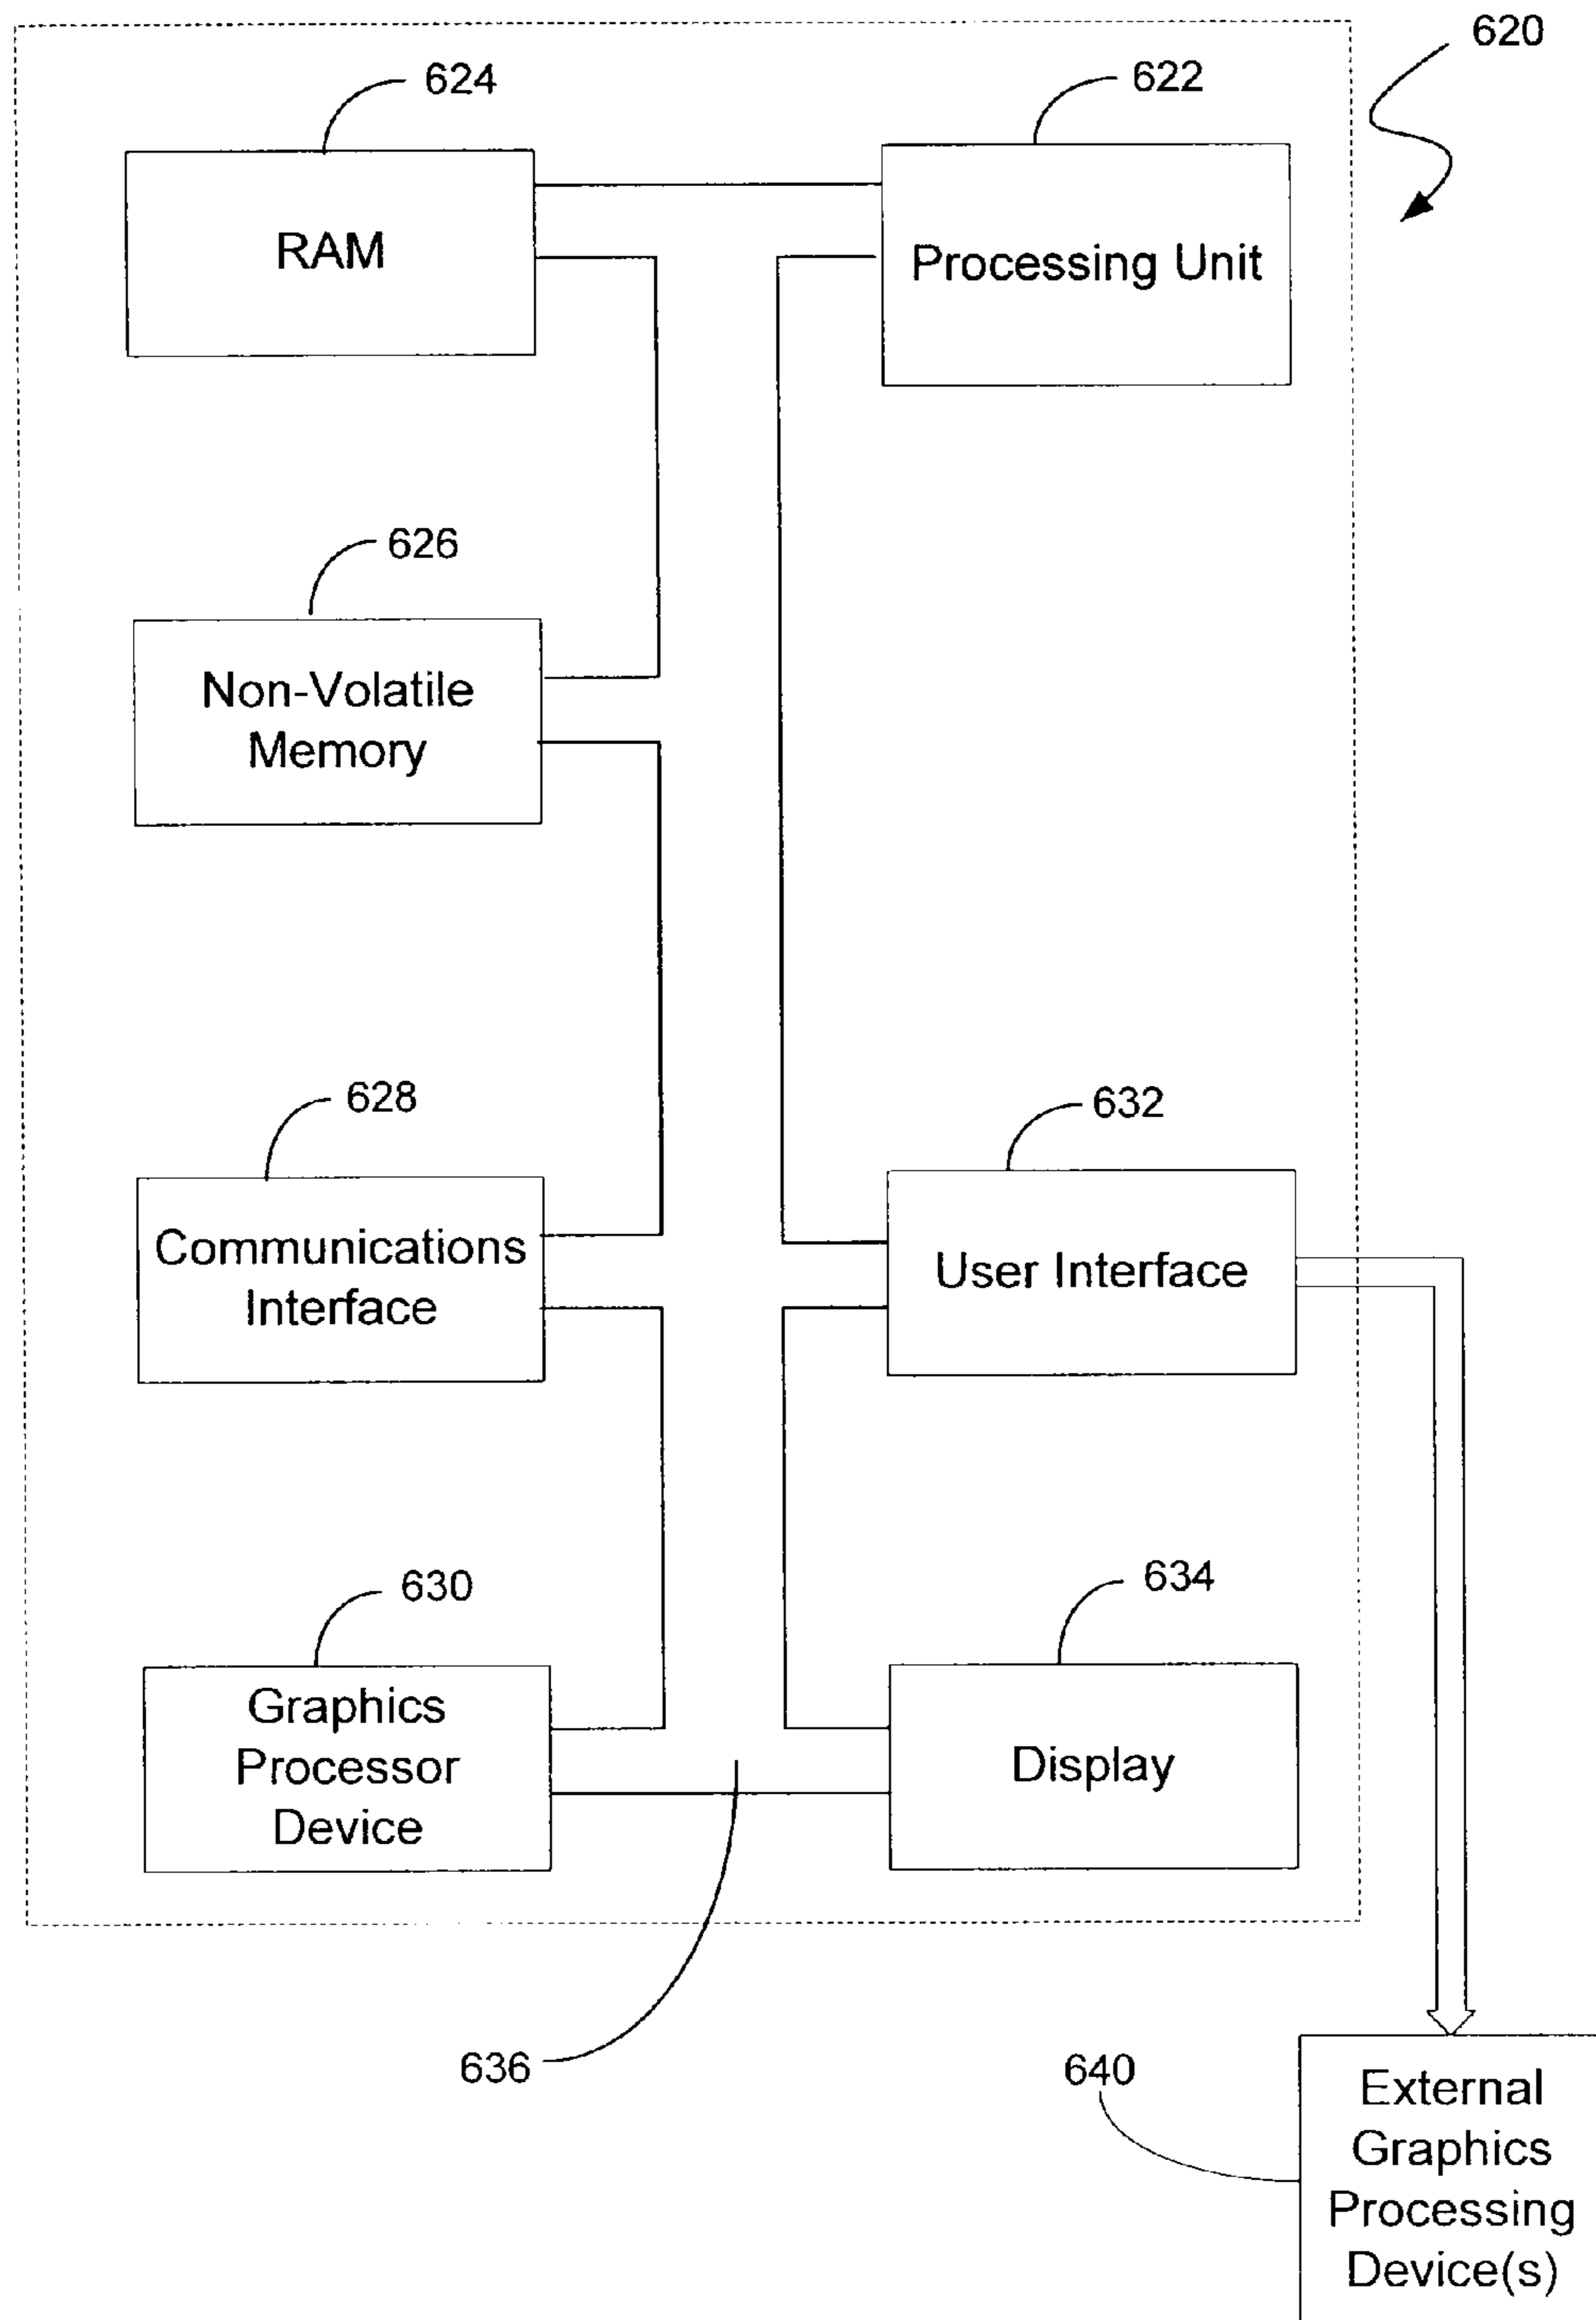 620
624
622
RAM
Processing Unit
626
Non-Volatile
Memory
628
632
Communications
Interface
User Interface
630
634
Graphics
Processor
Device
Display
636
640
External
Graphics
Processing
Device(s)